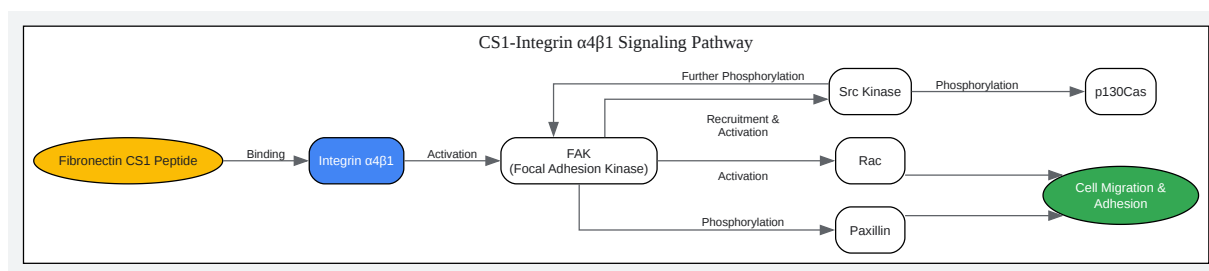 CS1-Integrin α4β1 Signaling Pathway
Further Phosphorylation
Src Kinase
Phosphorylation
p130Cas
Recruitment &
Activation
Fibronectin CS1 Peptide
Binding
Integrin α4β1
Activation
FAK
(Focal Adhesion Kinase)
Rac
Activation
Cell Migration &
Adhesion
Phosphorylation
Paxillin